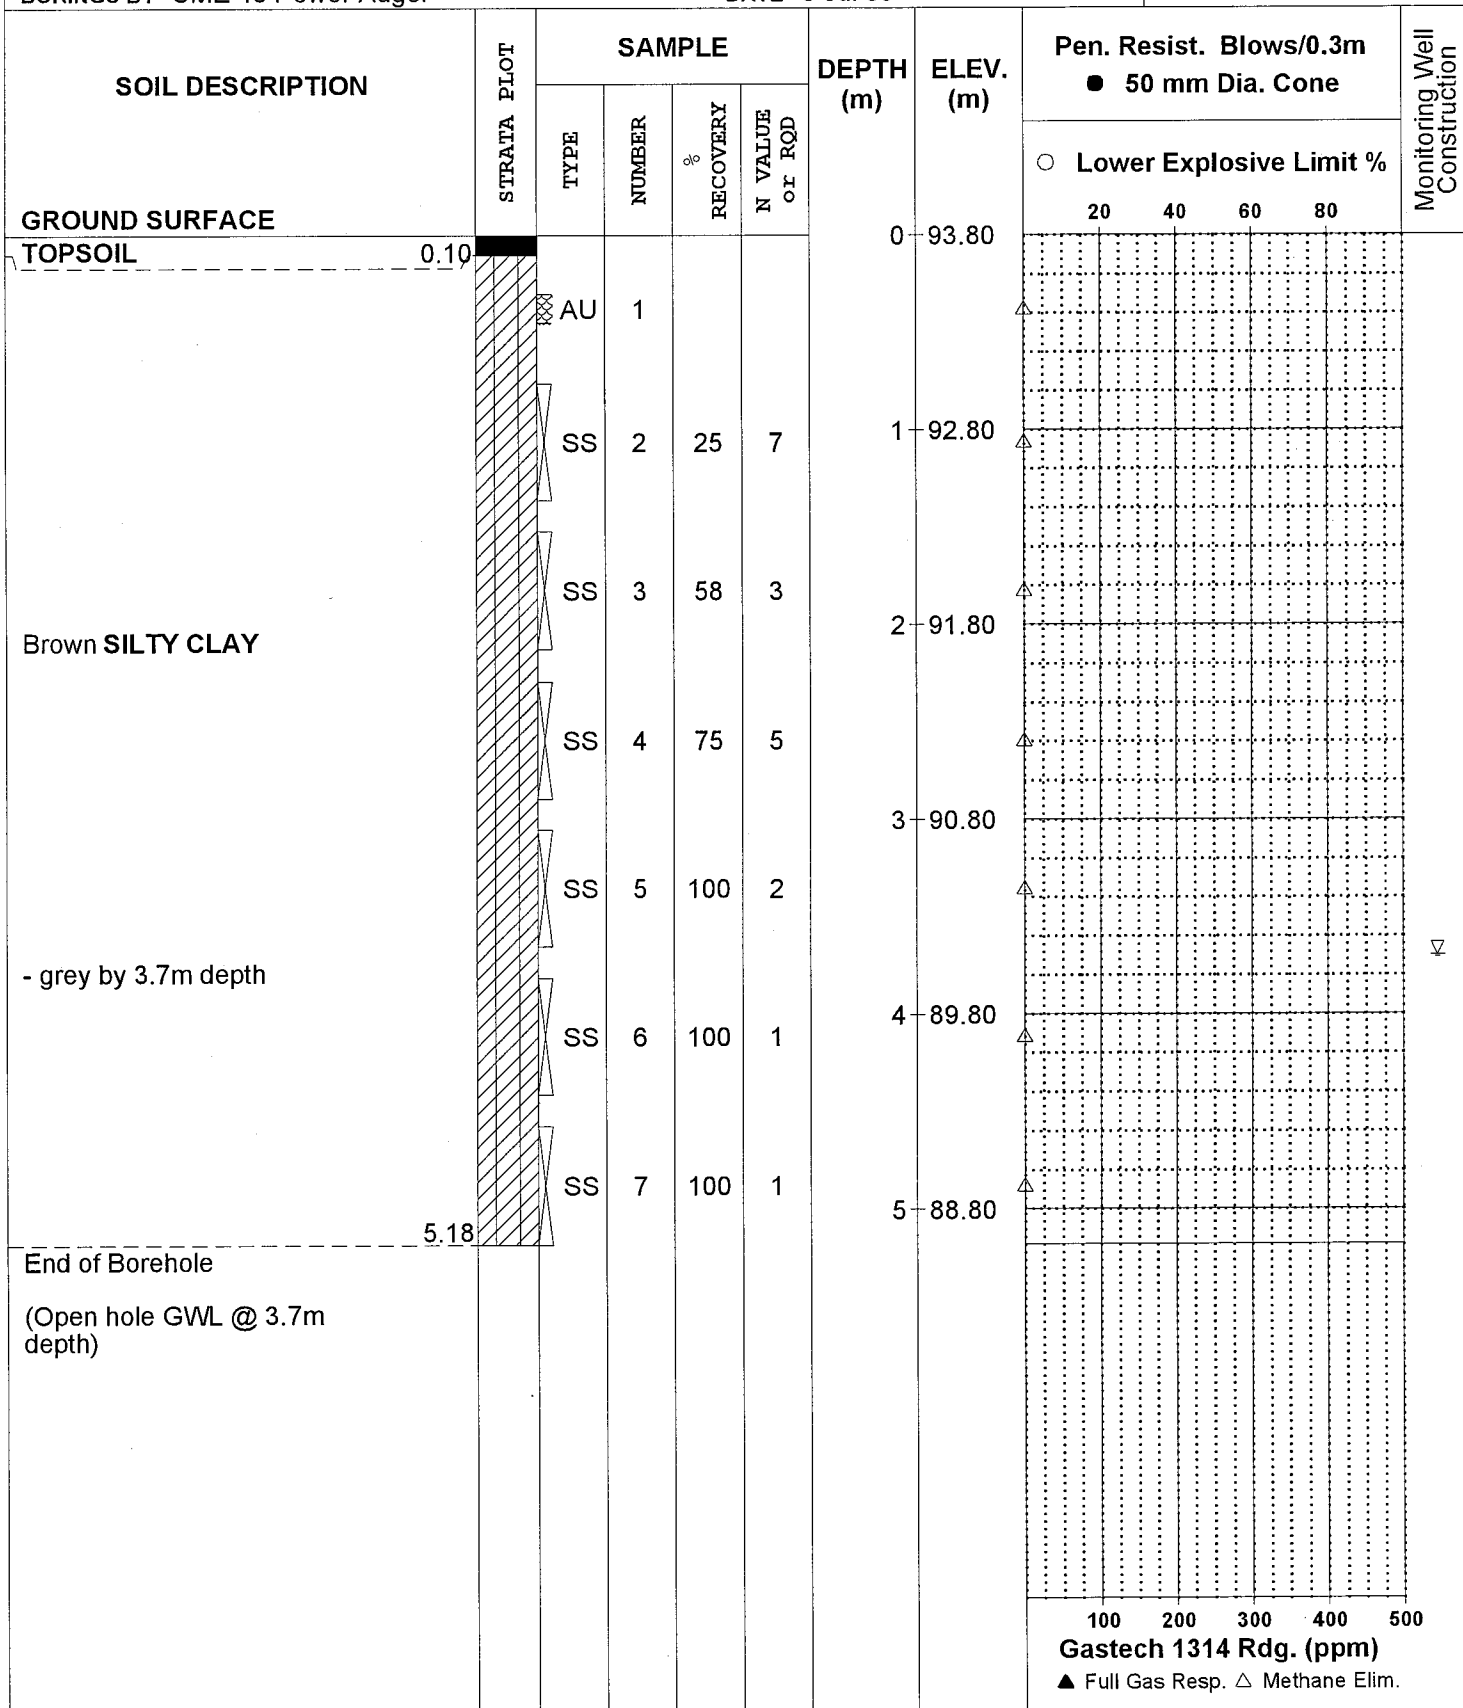 SOIL DESCRIPTION
GROUND SURFACE
STRATA PLOT
SAMPLE
TYPE
NUMBER
% RECOVERY
N VALUE or RQD
DEPTH (m)
ELEV. (m)
Pen. Resist. Blows/0.3m
● 50 mm Dia. Cone
○ Lower Explosive Limit %
20 40 60 80
Monitoring Well Construction
0 93.80
TOPSOIL 0.10
AU 1
1 92.80
SS 2 25 7
SS 3 58 3
2 91.80
Brown SILTY CLAY
SS 4 75 5
3 90.80
SS 5 100 2
- grey by 3.7m depth
4 89.80
SS 6 100 1
SS 7 100 1
5 88.80
5.18
End of Borehole
(Open hole GWL @ 3.7m
depth)
100 200 300 400 500
Gastech 1314 Rdg. (ppm)
▲ Full Gas Resp. △ Methane Elim.